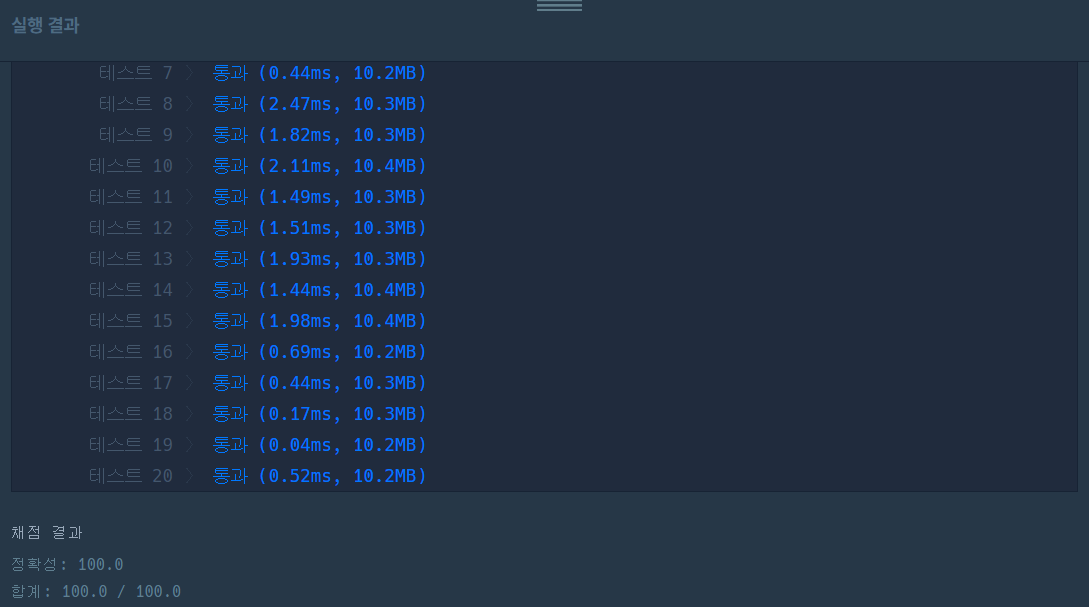 실행 결과
테스트 7 〉 통과 (0.44ms, 10.2MB)
테스트 8 〉 통과 (2.47ms, 10.3MB)
테스트 9 〉 통과 (1.82ms, 10.3MB)
테스트 10 〉 통과 (2.11ms, 10.4MB)
테스트 11 〉 통과 (1.49ms, 10.3MB)
테스트 12 〉 통과 (1.51ms, 10.3MB)
테스트 13 〉 통과 (1.93ms, 10.3MB)
테스트 14 〉 통과 (1.44ms, 10.4MB)
테스트 15 〉 통과 (1.98ms, 10.4MB)
테스트 16 〉 통과 (0.69ms, 10.2MB)
테스트 17 〉 통과 (0.44ms, 10.3MB)
테스트 18 〉 통과 (0.17ms, 10.3MB)
테스트 19 〉 통과 (0.04ms, 10.2MB)
테스트 20 〉 통과 (0.52ms, 10.2MB)
채점 결과
정확성: 100.0
합계: 100.0 / 100.0